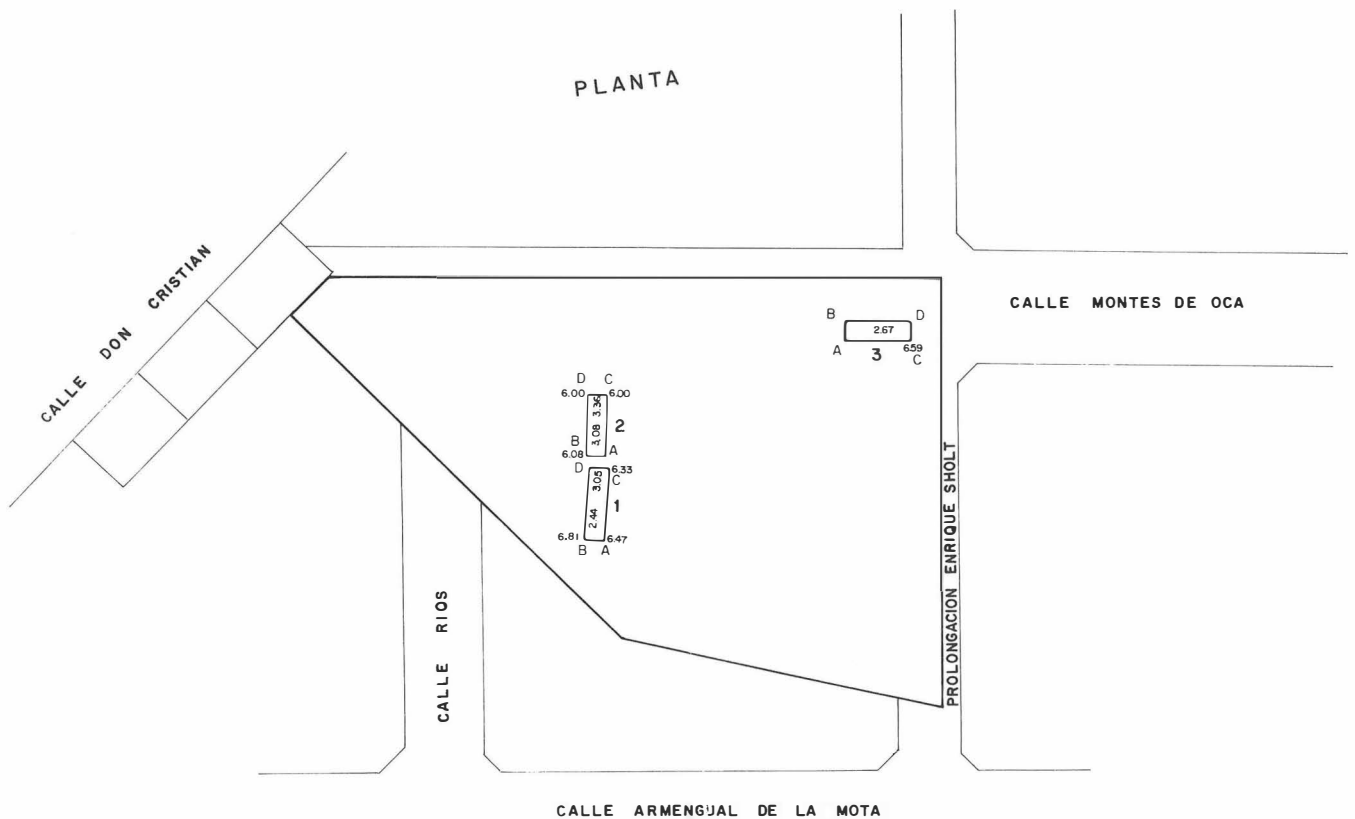 PLANTA
CALLE DON CRISTIAN
CALLE MONTES DE OCA
B D
2.67
A 3 6.59
C
D C
6.00 6.00
3.36
2
3.08
B A
6.08
D 6.33
C
3.05
1
2.44
6.81 6.47
B A
PROLONGACION ENRIQUE SHOLT
CALLE RIOS
CALLE ARMENGUAL DE LA MOTA